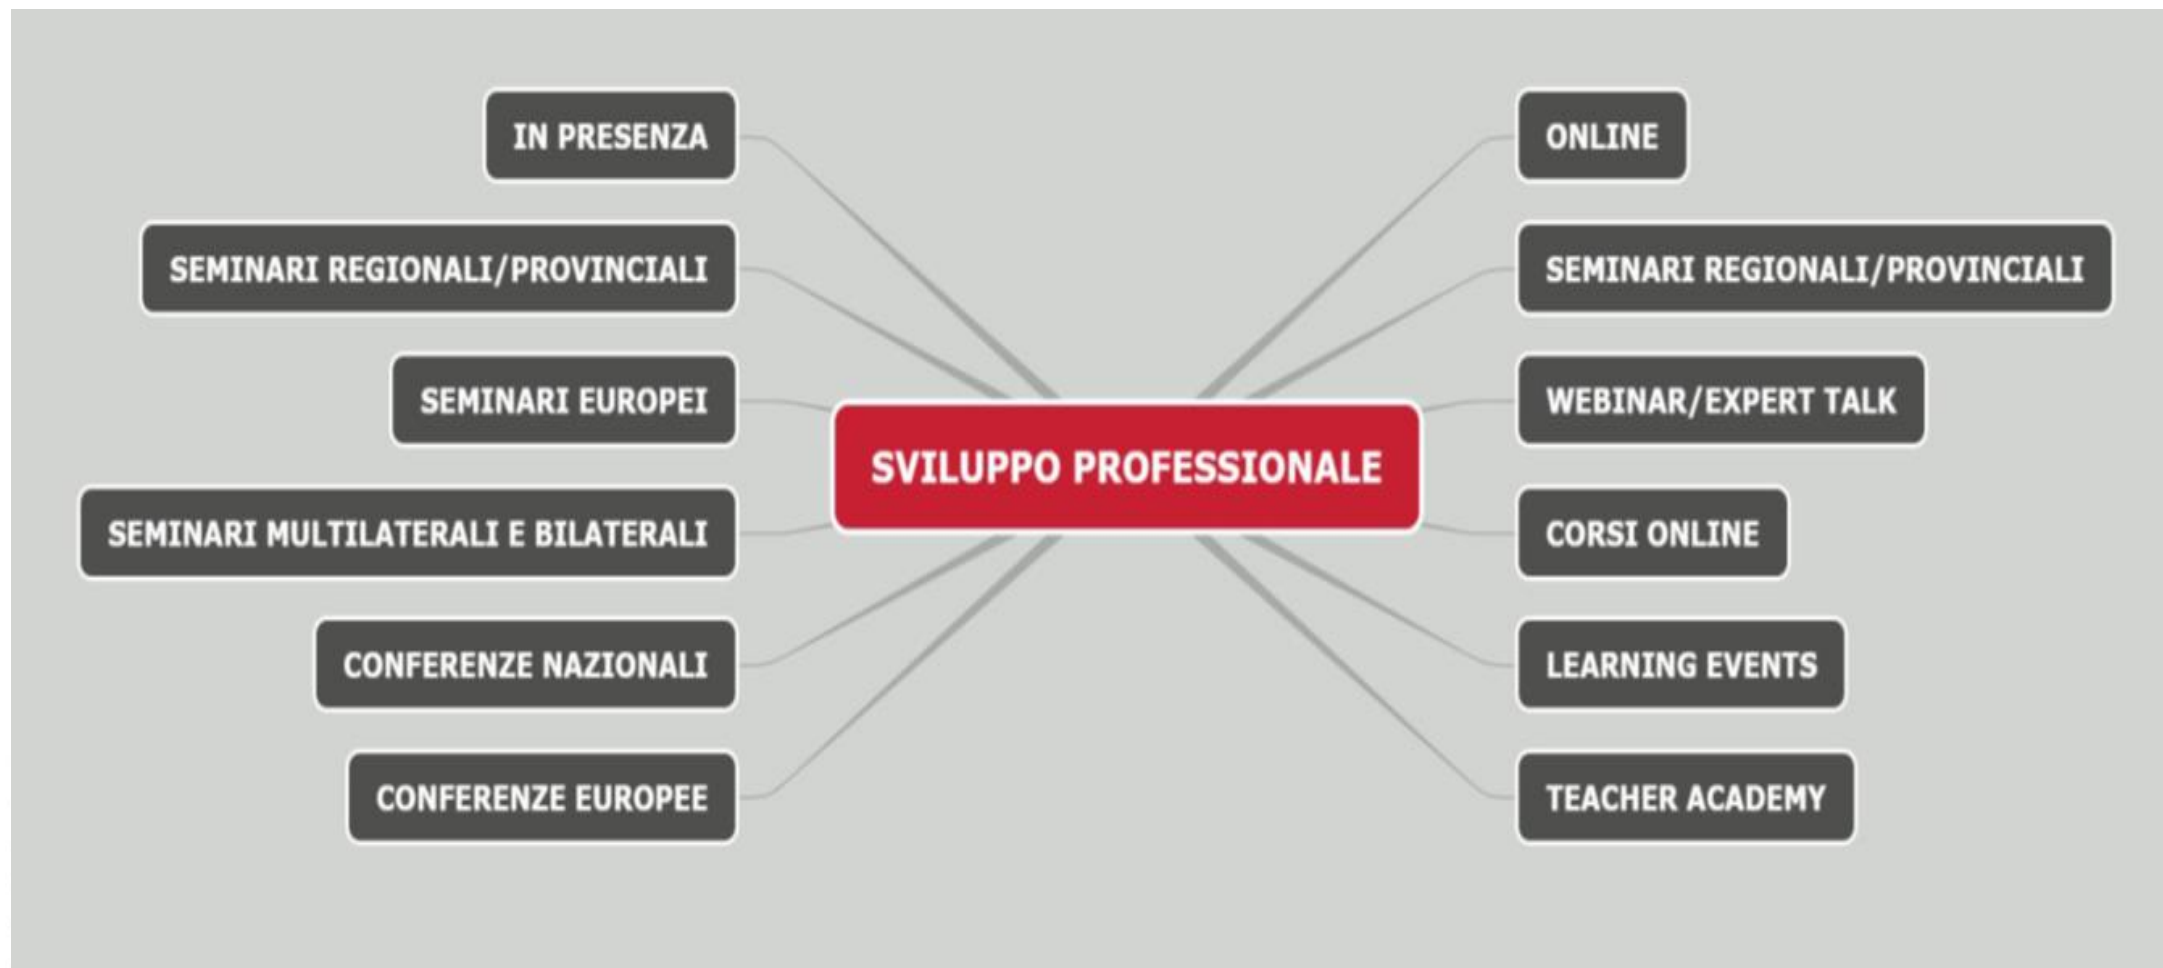 IN PRESENZA
SEMINARI REGIONALI/PROVINCIALI
SEMINARI EUROPEI
SEMINARI MULTILATERALI E BILATERALI
CONFERENZE NAZIONALI
CONFERENZE EUROPEE
SVILUPPO PROFESSIONALE
ONLINE
SEMINARI REGIONALI/PROVINCIALI
WEBINAR/EXPERT TALK
CORSI ONLINE
LEARNING EVENTS
TEACHER ACADEMY